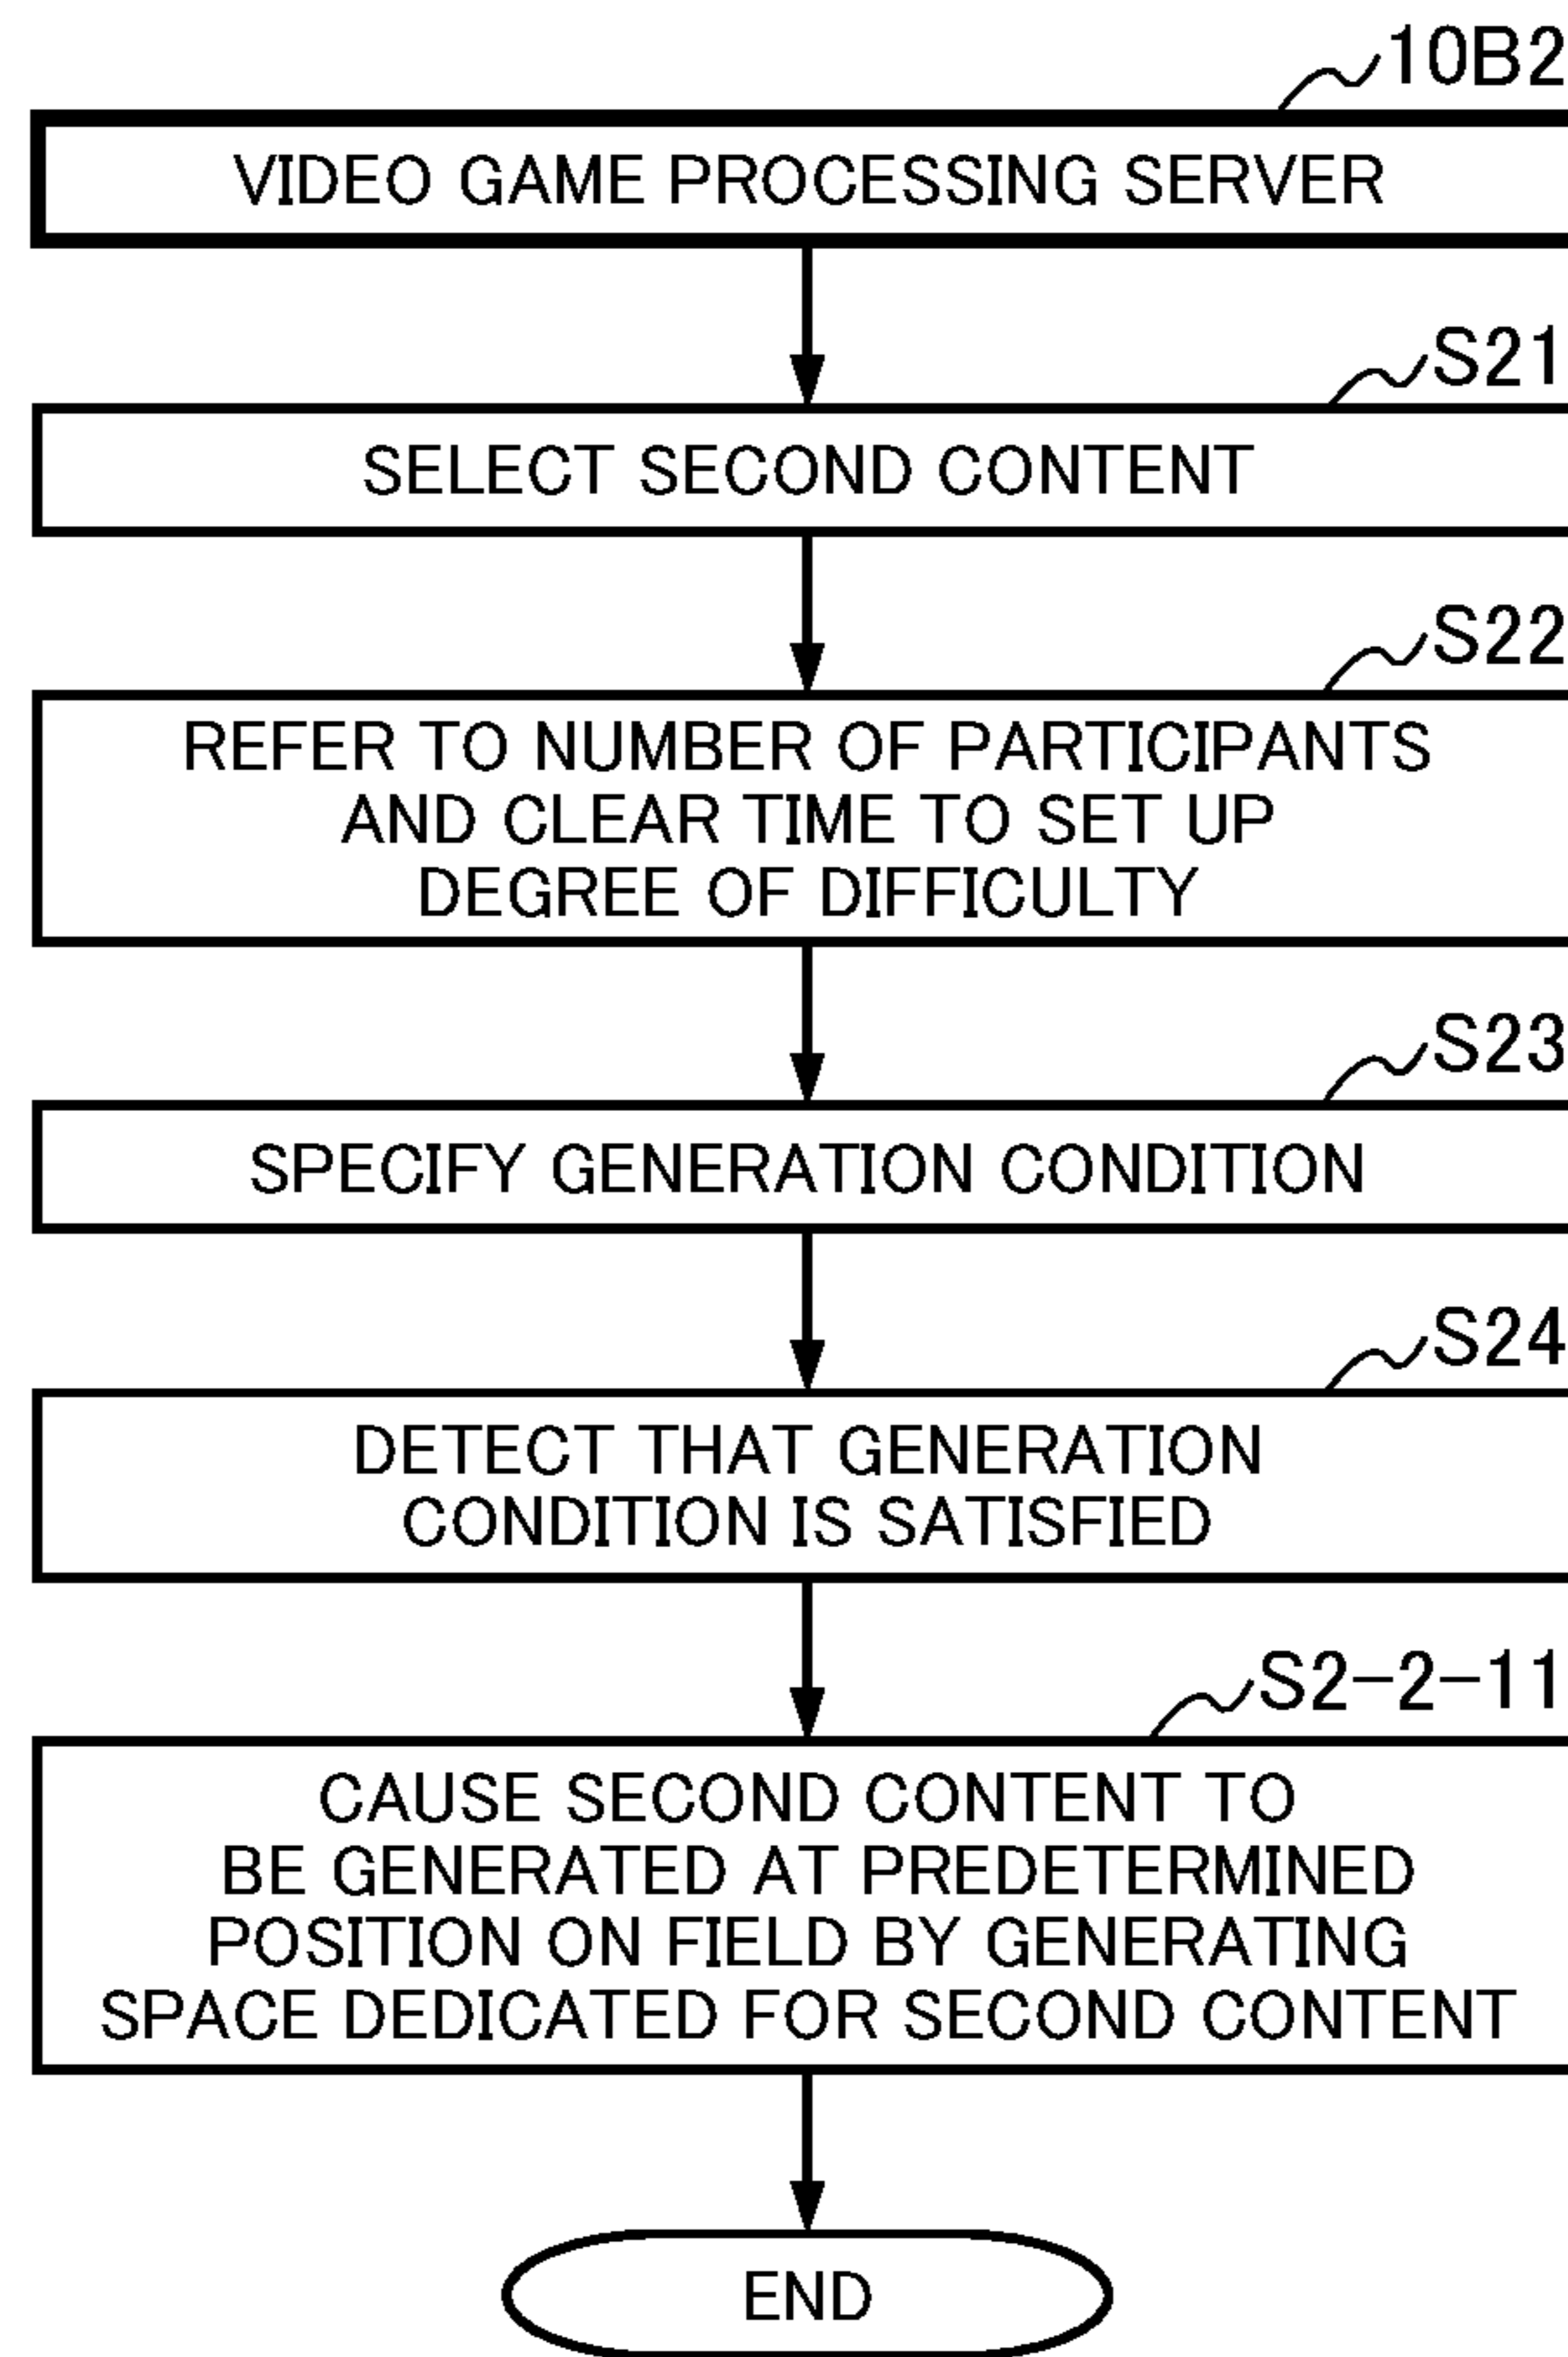 10B2
VIDEO GAME PROCESSING SERVER
S21
SELECT SECOND CONTENT
S22
REFER TO NUMBER OF PARTICIPANTS
AND CLEAR TIME TO SET UP
DEGREE OF DIFFICULTY
S23
SPECIFY GENERATION CONDITION
S24
DETECT THAT GENERATION
CONDITION IS SATISFIED
S2-2-11
CAUSE SECOND CONTENT TO
BE GENERATED AT PREDETERMINED
POSITION ON FIELD BY GENERATING
SPACE DEDICATED FOR SECOND CONTENT
END